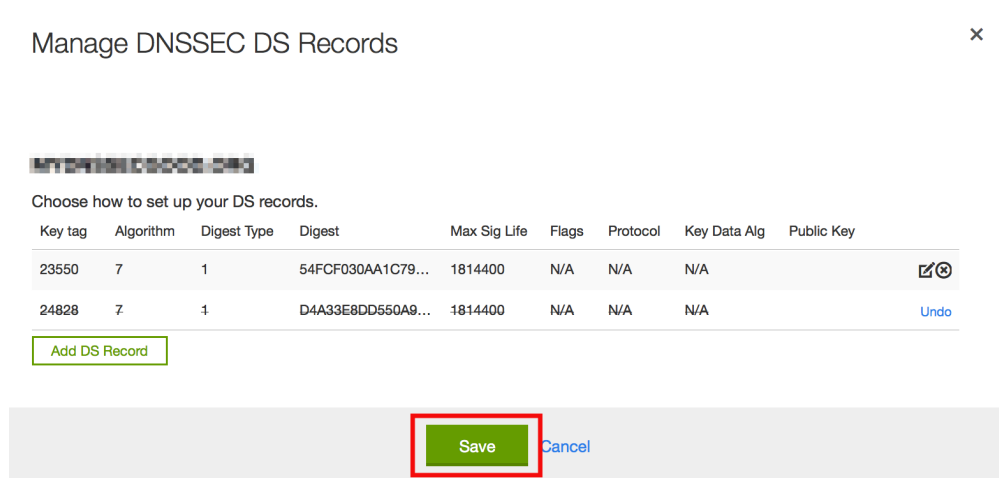 Manage DNSSEC DS Records
Choose how to set up your DS records.
Key tag Algorithm Digest Type Digest Max Sig Life Flags Protocol Key Data Alg Public Key
23550 7 1 54FCF030AA1C79... 1814400 N/A N/A N/A
24828 7 1 D4A33E8DD550A9... 1814400 N/A N/A N/A Undo
Add DS Record
Save Cancel